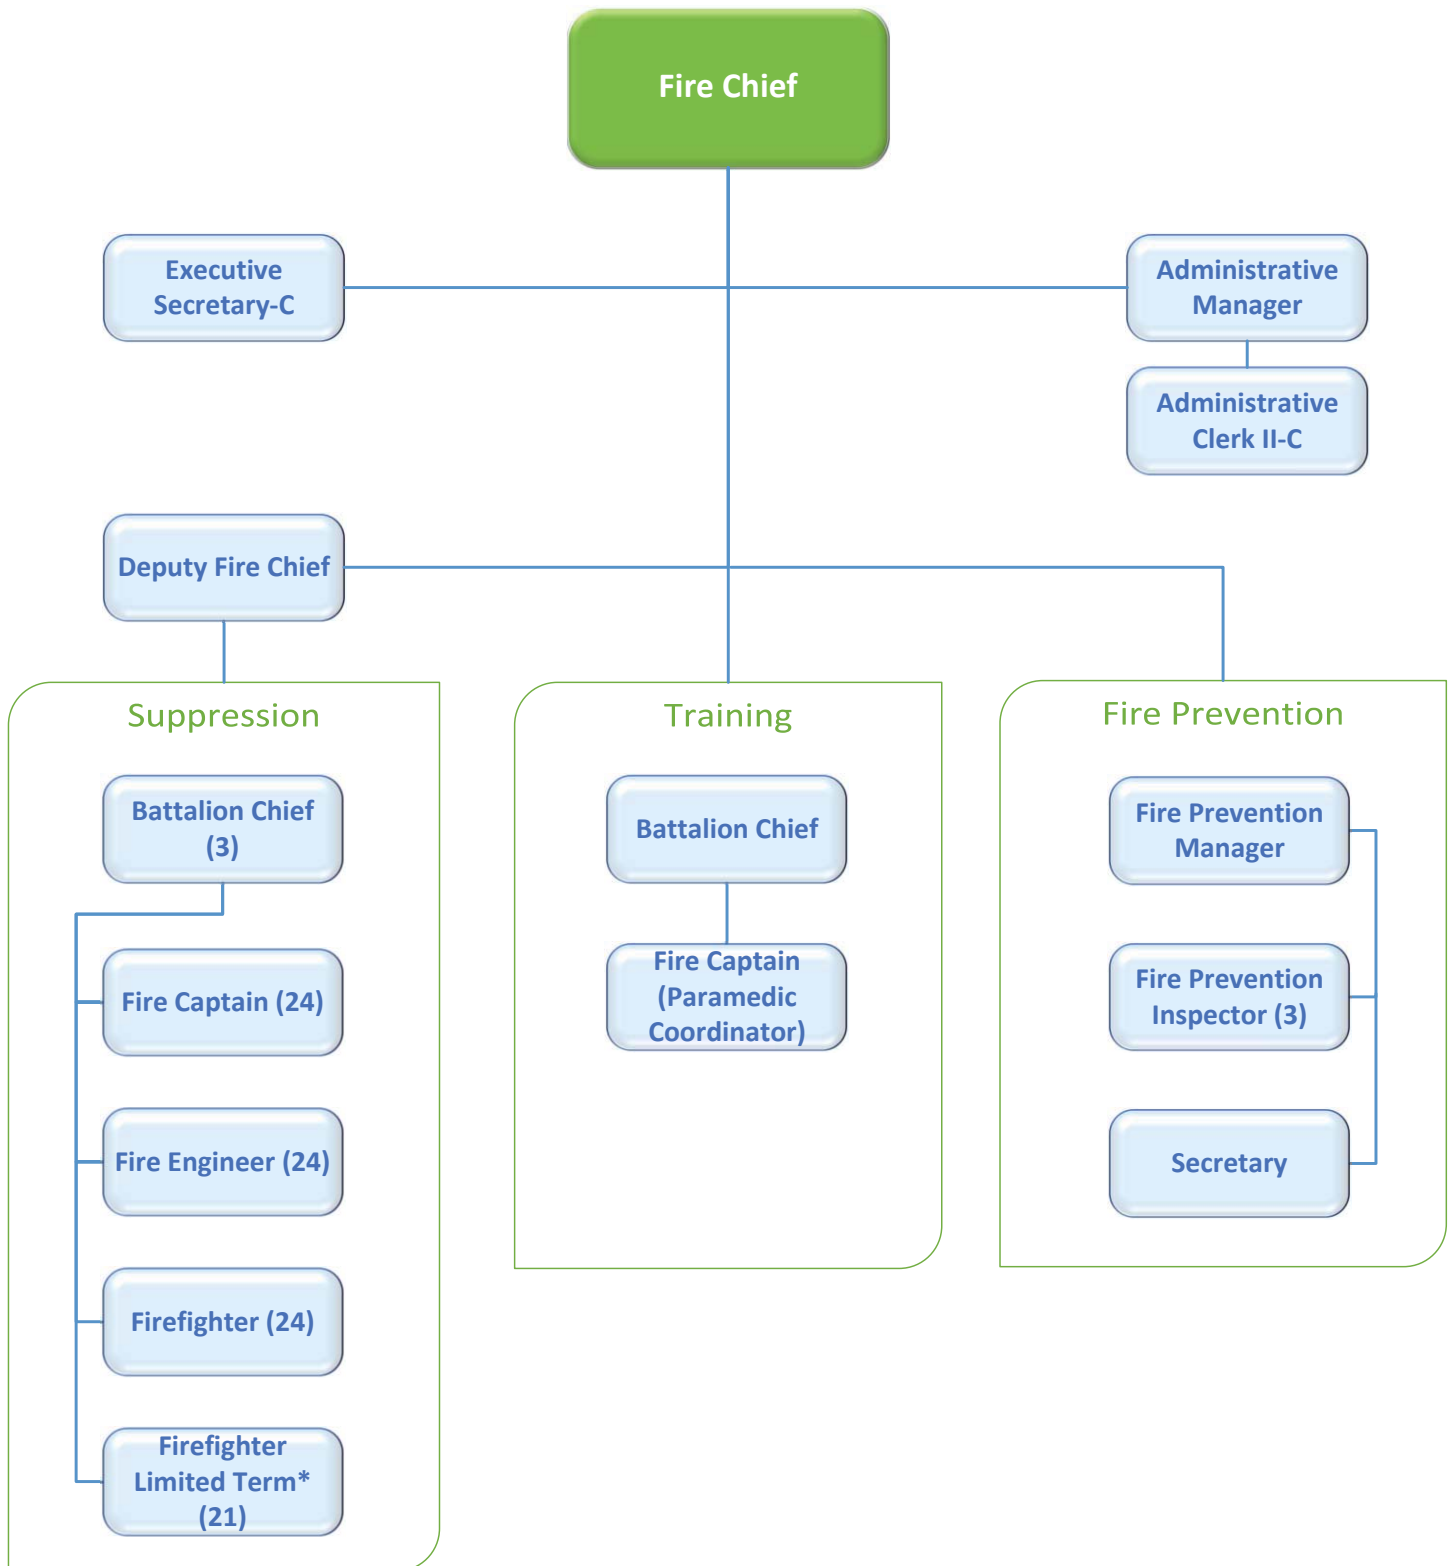 Fire Chief
Executive
Secretary-C
Administrative
Manager
Administrative
Clerk II-C
Deputy Fire Chief
Suppression
Battalion Chief
(3)
Fire Captain (24)
Fire Engineer (24)
Firefighter (24)
Firefighter
Limited Term*
(21)
Training
Battalion Chief
Fire Captain
(Paramedic
Coordinator)
Fire Prevention
Fire Prevention
Manager
Fire Prevention
Inspector (3)
Secretary